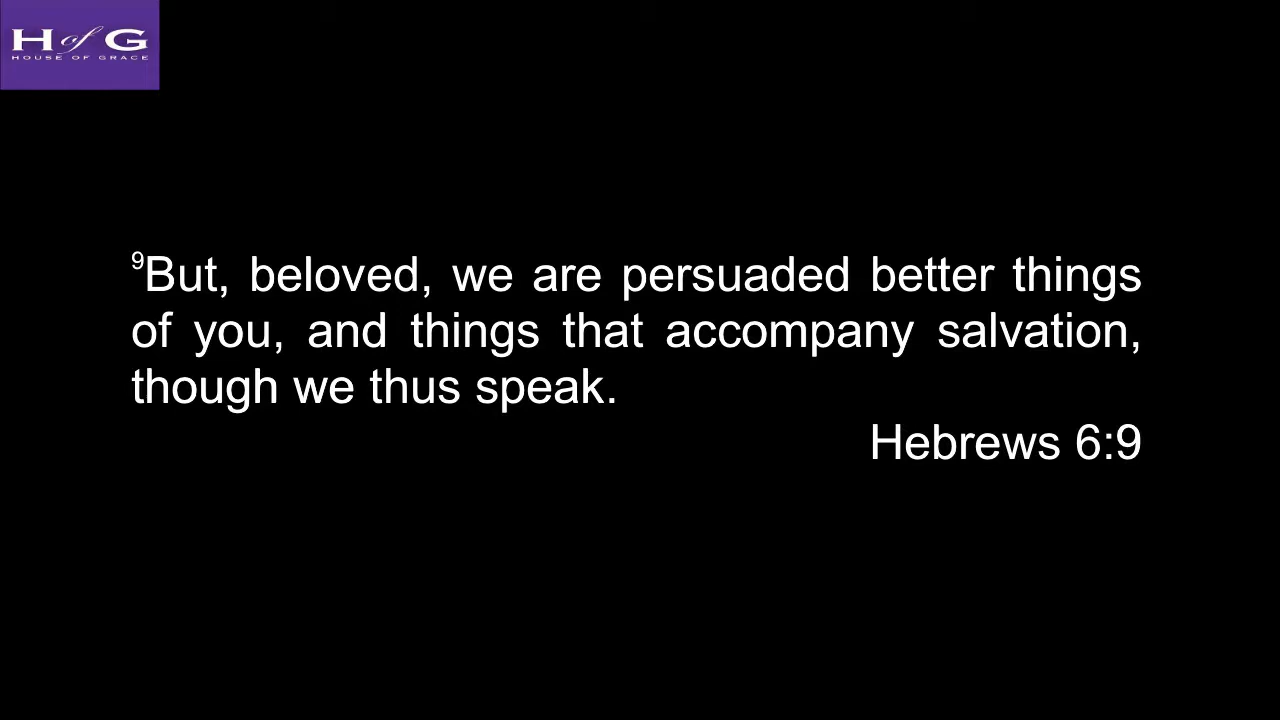 H of G
HOUSE OF GRACE
9But, beloved, we are persuaded better things
of you, and things that accompany salvation,
though we thus speak.
Hebrews 6:9